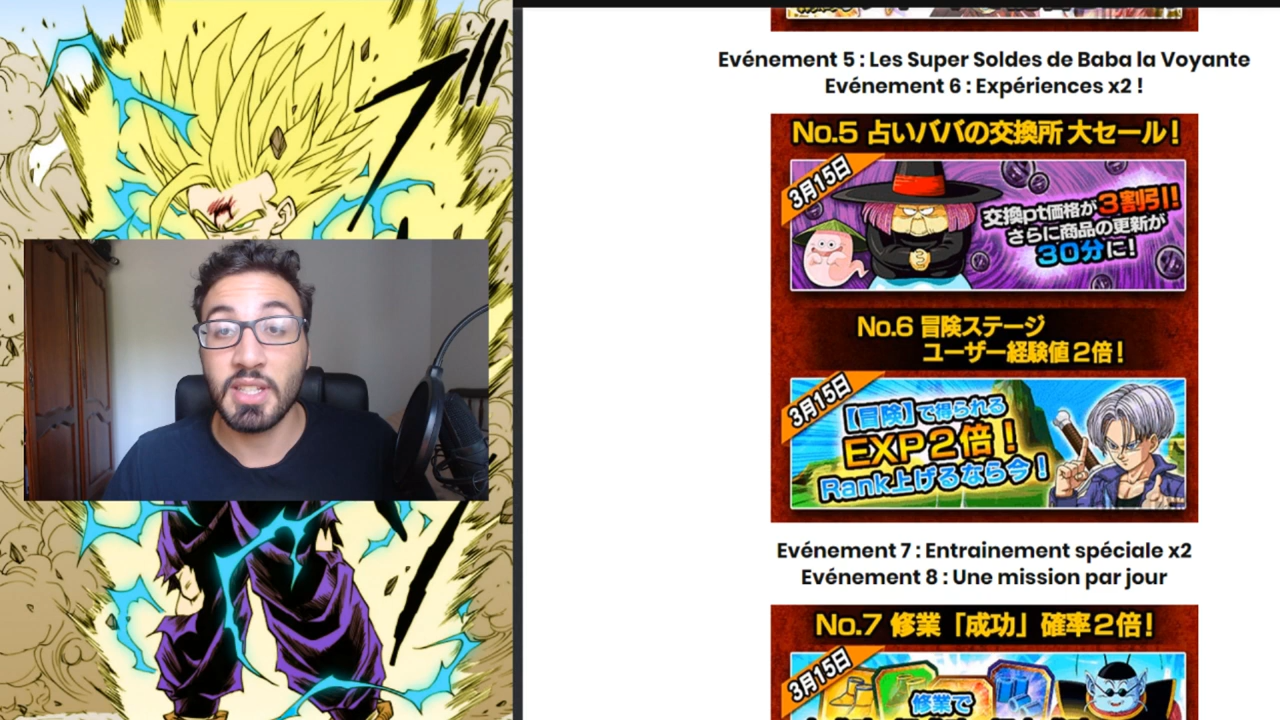 Evénement 5 : Les Super Soldes de Baba la Voyante
Evénement 6 : Expériences x2 !
No.5 占いババの交換所 大セール!
3月15日
交換pt価格が3割引!!
さらに商品の更新が
30分に!
No.6 冒険ステージ
ユーザー経験値2倍!
3月15日
【冒険】で得られる
EXP2倍!
Rank上げるなら今!
Evénement 7 : Entrainement spéciale x2
Evénement 8 : Une mission par jour
No.7 修業「成功」確率2倍!
3月15日
修業で